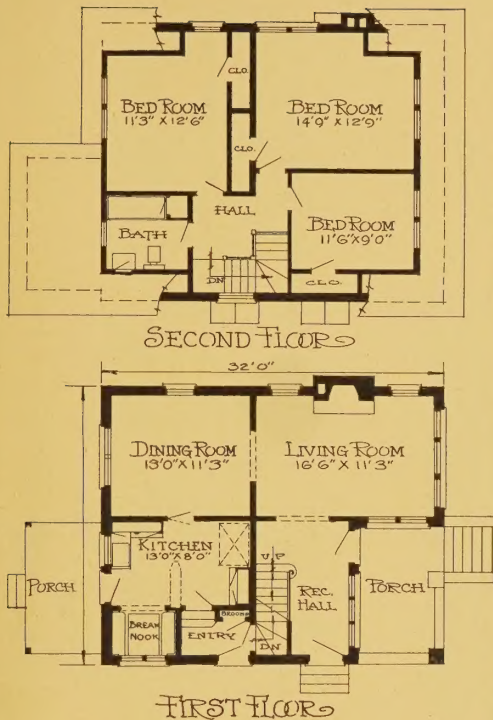 CLO.
BED ROOM
11'3" X 12'6"
BED ROOM
14'9" X 12'9"
CLO.
HALL
BED ROOM
11'6"X9'0"
BATH
DN
CLO.
SECOND FLOOR
32'0"
DINING ROOM
13'0"X11'3"
LIVING ROOM
16'6" X 11'3"
KITCHEN
13'0"X8'0"
UP
PORCH
REC.
HALL
PORCH
BREAK
NOOK
BROOMS
ENTRY
DN
FIRST FLOOR